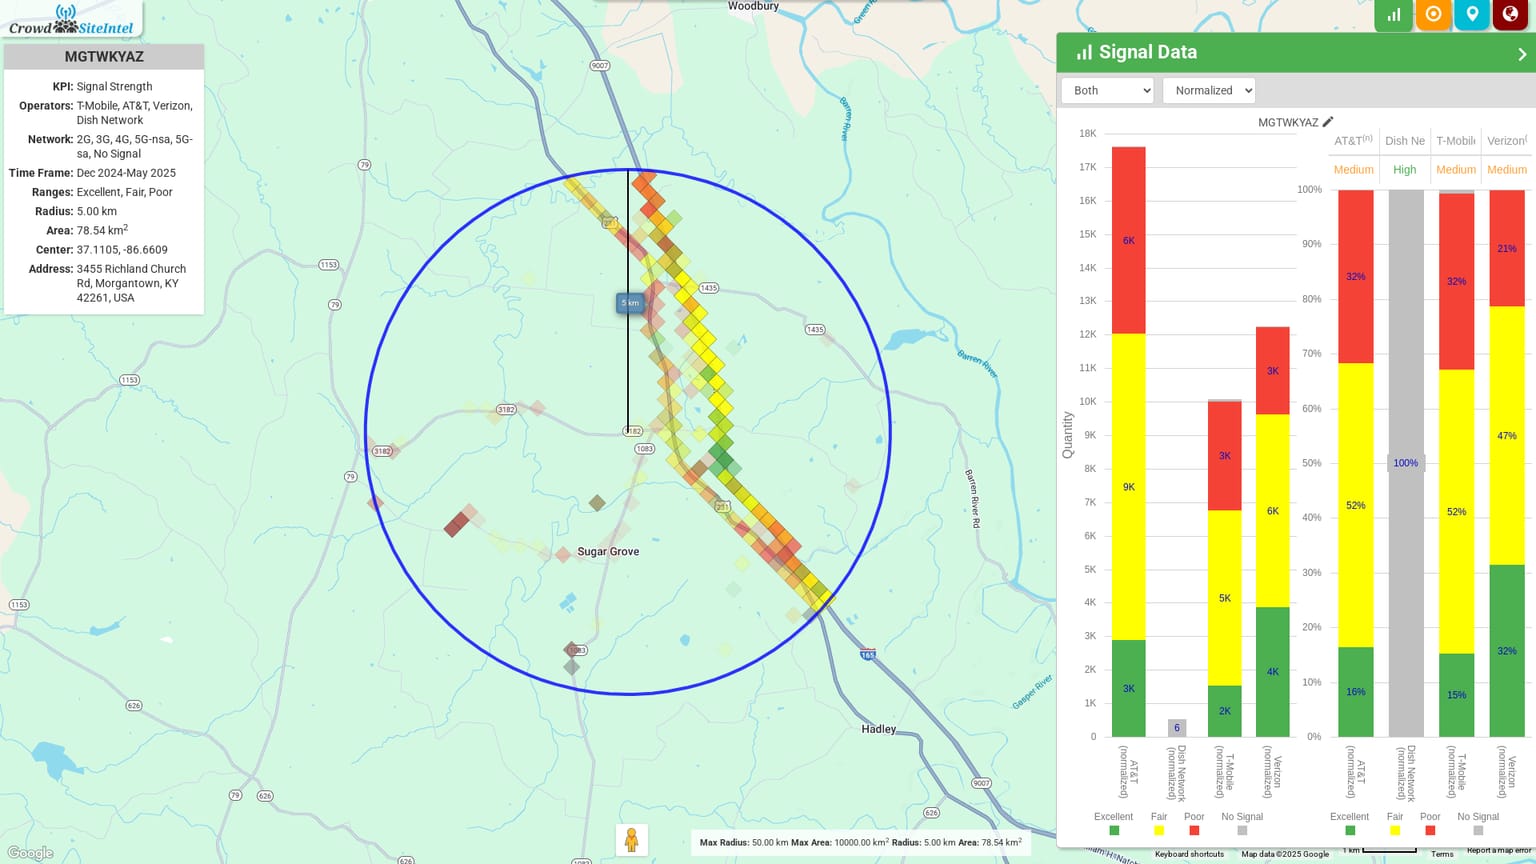 CrowdSiteIntel
MGTWKYAZ
KPI: Signal Strength
Operators: T-Mobile, AT&T, Verizon,
Dish Network
Network: 2G, 3G, 4G, 5G-nsa, 5G-
sa, No Signal
Time Frame: Dec 2024-May 2025
Ranges: Excellent, Fair, Poor
Radius: 5.00 km
Area: 78.54 km²
Center: 37.1105, -86.6609
Address: 3455 Richland Church
Rd, Morgantown, KY
42261, USA
Woodbury
Barren River
9007
79
1153
79
231
1435
5 km
1435
Barren River
1153
3182
3182
1083
3182
79
Barren River Rd
231
Sugar Grove
1153
1083
165
626
Gasper River
Hadley
79
626
9007
626
626
1083
Google
Max Radius: 50.00 km Max Area: 10000.00 km² Radius: 5.00 km Area: 78.54 km²
Signal Data
Both
Normalized
MGTWKYAZ
18K
17K
16K
15K
14K
13K
12K
11K
10K
9K
8K
7K
6K
5K
4K
3K
2K
1K
0
Quantity
6K
9K
3K
6
3K
5K
2K
3K
6K
4K
AT&T (normalized)
Dish Network (normalized)
T-Mobile (normalized)
Verizon (normalized)
Excellent Fair Poor No Signal
AT&T(n) Dish Ne T-Mobile Verizon(
Medium High Medium Medium
100%
90%
80%
70%
60%
50%
40%
30%
20%
10%
0%
32%
52%
16%
100%
32%
52%
15%
21%
47%
32%
AT&T (normalized)
Dish Network (normalized)
T-Mobile (normalized)
Verizon (normalized)
Excellent Fair Poor No Signal
Keyboard shortcuts Map data ©2025 Google 1 km Terms Report a map error